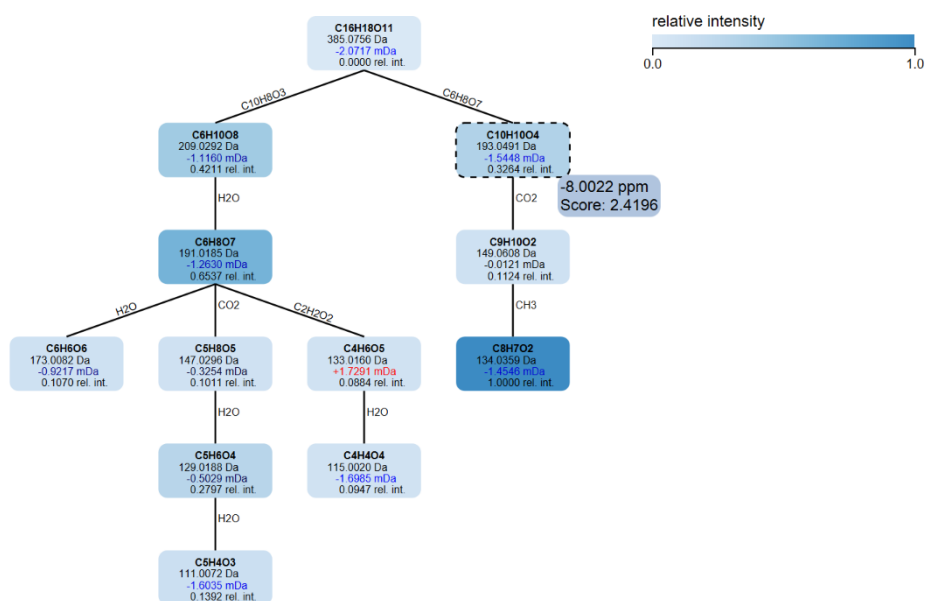 C16H18O11
385.0756 Da
-2.0717 mDa
0.0000 rel. int.
relative intensity
0.0
1.0
C10H8O3
C6H8O7
C6H10O8
209.0292 Da
-1.1160 mDa
0.4211 rel. int.
C10H10O4
193.0491 Da
-1.5448 mDa
0.3264 rel. int.
-8.0022 ppm
Score: 2.4196
H2O
CO2
C6H8O7
191.0185 Da
-1.2630 mDa
0.6537 rel. int.
C9H10O2
149.0608 Da
-0.0121 mDa
0.1124 rel. int.
H2O
CO2
C2H2O2
CH3
C6H6O6
173.0082 Da
-0.9217 mDa
0.1070 rel. int.
C5H8O5
147.0296 Da
-0.3254 mDa
0.1011 rel. int.
C4H6O5
133.0160 Da
+1.7291 mDa
0.0884 rel. int.
C8H7O2
134.0359 Da
-1.4546 mDa
1.0000 rel. int.
H2O
H2O
C5H6O4
129.0188 Da
-0.5029 mDa
0.2797 rel. int.
C4H4O4
115.0020 Da
-1.6985 mDa
0.0947 rel. int.
H2O
C5H4O3
111.0072 Da
-1.6035 mDa
0.1392 rel. int.